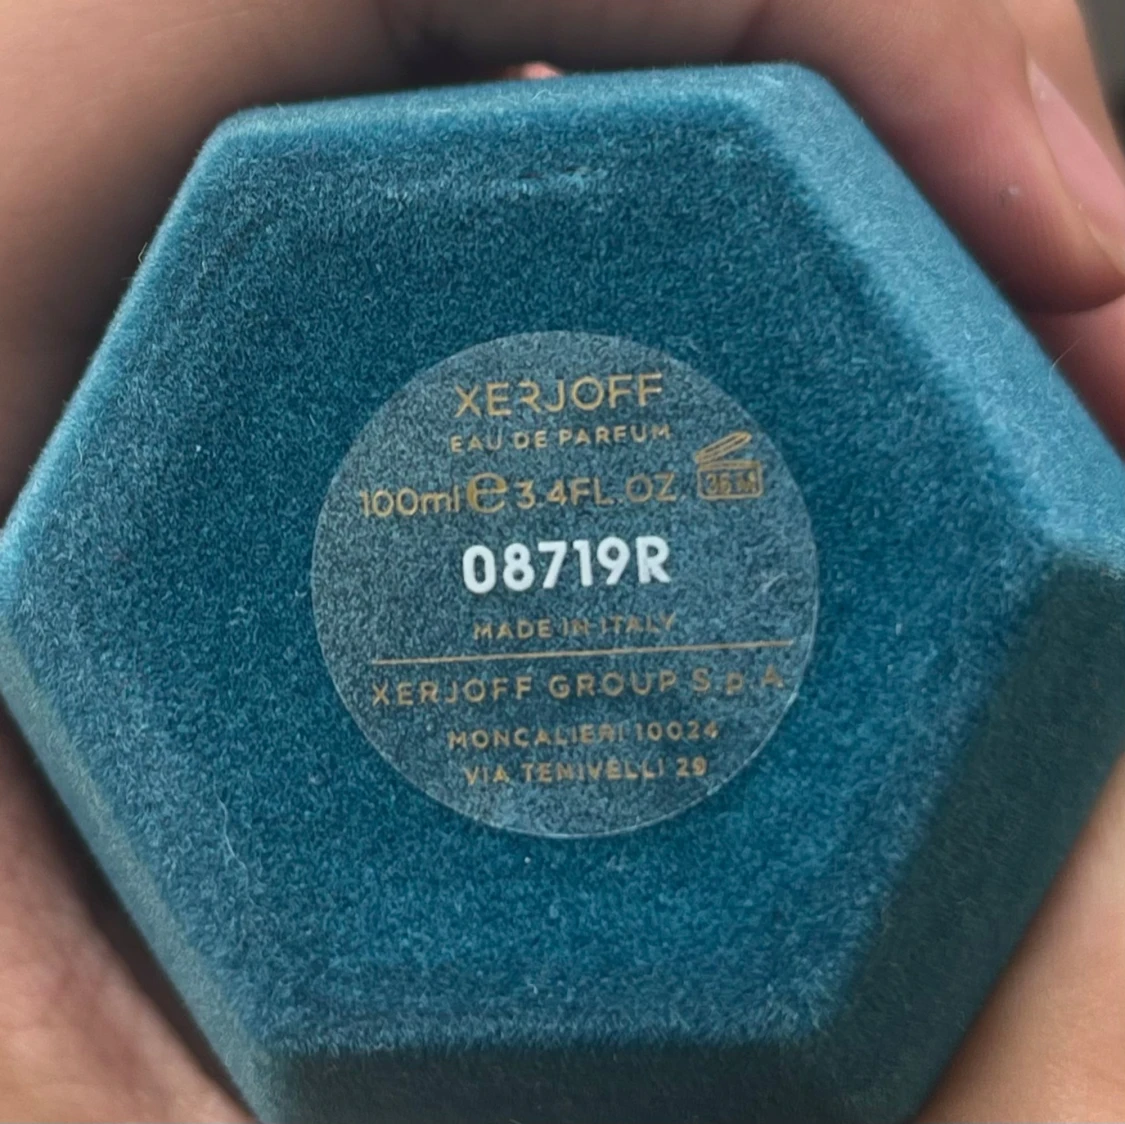 XERJOFF
EAU DE PARFUM
100ml e 3.4FL.OZ. 36 M
08719R
MADE IN ITALY
XERJOFF GROUP S.p.A.
MONCALIERI 10024
VIA TENIVELLI 29